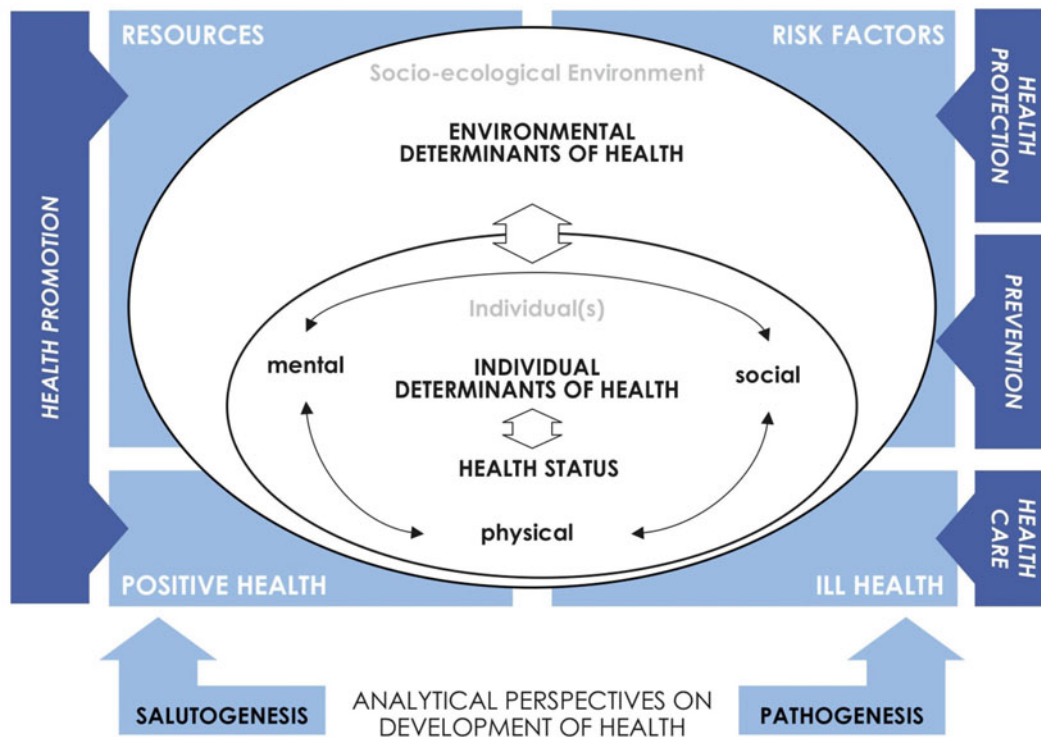 RESOURCES
RISK FACTORS
Socio-ecological Environment
ENVIRONMENTAL
DETERMINANTS OF HEALTH
HEALTH
PROTECTION
HEALTH PROMOTION
Individual(s)
mental
INDIVIDUAL
DETERMINANTS OF HEALTH
social
PREVENTION
HEALTH STATUS
physical
HEALTH
CARE
POSITIVE HEALTH
ILL HEALTH
SALUTOGENESIS
ANALYTICAL PERSPECTIVES ON
DEVELOPMENT OF HEALTH
PATHOGENESIS